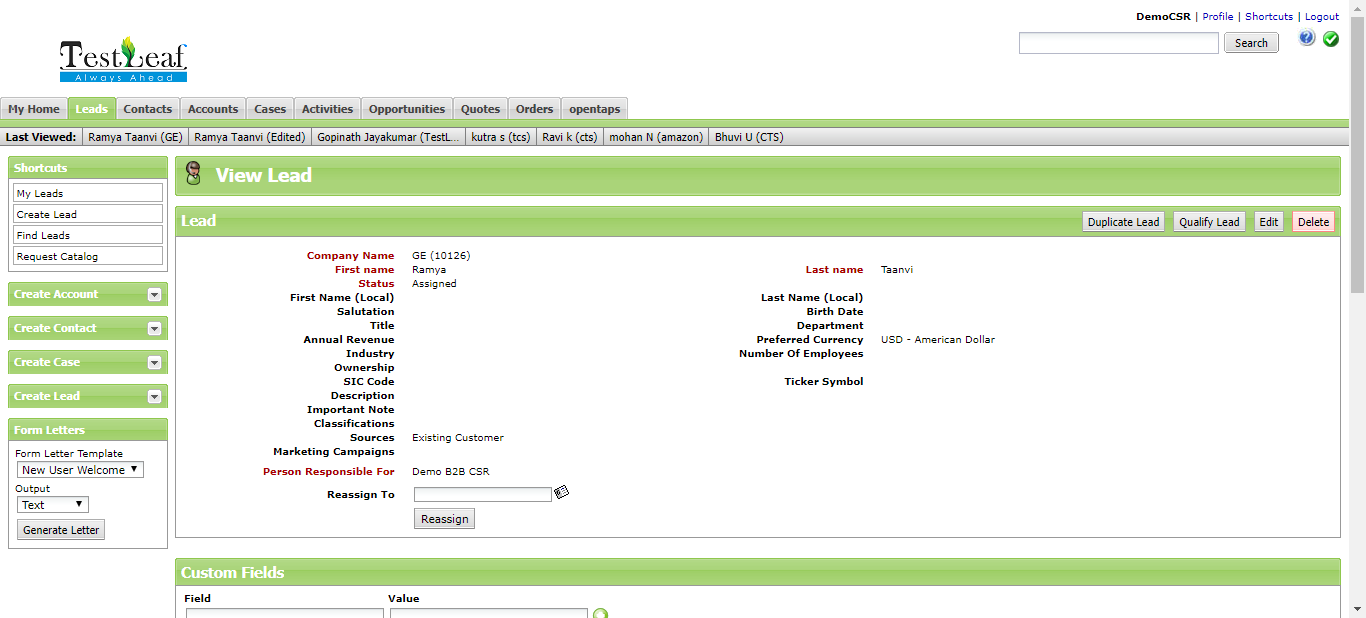 DemoCSR | Profile | Shortcuts | Logout
Search
TestLeaf
Always Ahead
My Home Leads Contacts Accounts Cases Activities Opportunities Quotes Orders opentaps
Last Viewed: Ramya Taanvi (GE) Ramya Taanvi (Edited) Gopinath Jayakumar (TestL... kutra s (tcs) Ravi k (cts) mohan N (amazon) Bhuvi U (CTS)
Shortcuts
My Leads
Create Lead
Find Leads
Request Catalog
Create Account
Create Contact
Create Case
Create Lead
Form Letters
Form Letter Template
New User Welcome
Output
Text
Generate Letter
View Lead
Lead Duplicate Lead Qualify Lead Edit Delete
Company Name GE (10126)
First name Ramya Last name Taanvi
Status Assigned
First Name (Local) Last Name (Local)
Salutation Birth Date
Title Department
Annual Revenue Preferred Currency USD - American Dollar
Industry Number Of Employees
Ownership
SIC Code Ticker Symbol
Description
Important Note
Classifications
Sources Existing Customer
Marketing Campaigns
Person Responsible For Demo B2B CSR
Reassign To
Reassign
Custom Fields
Field Value